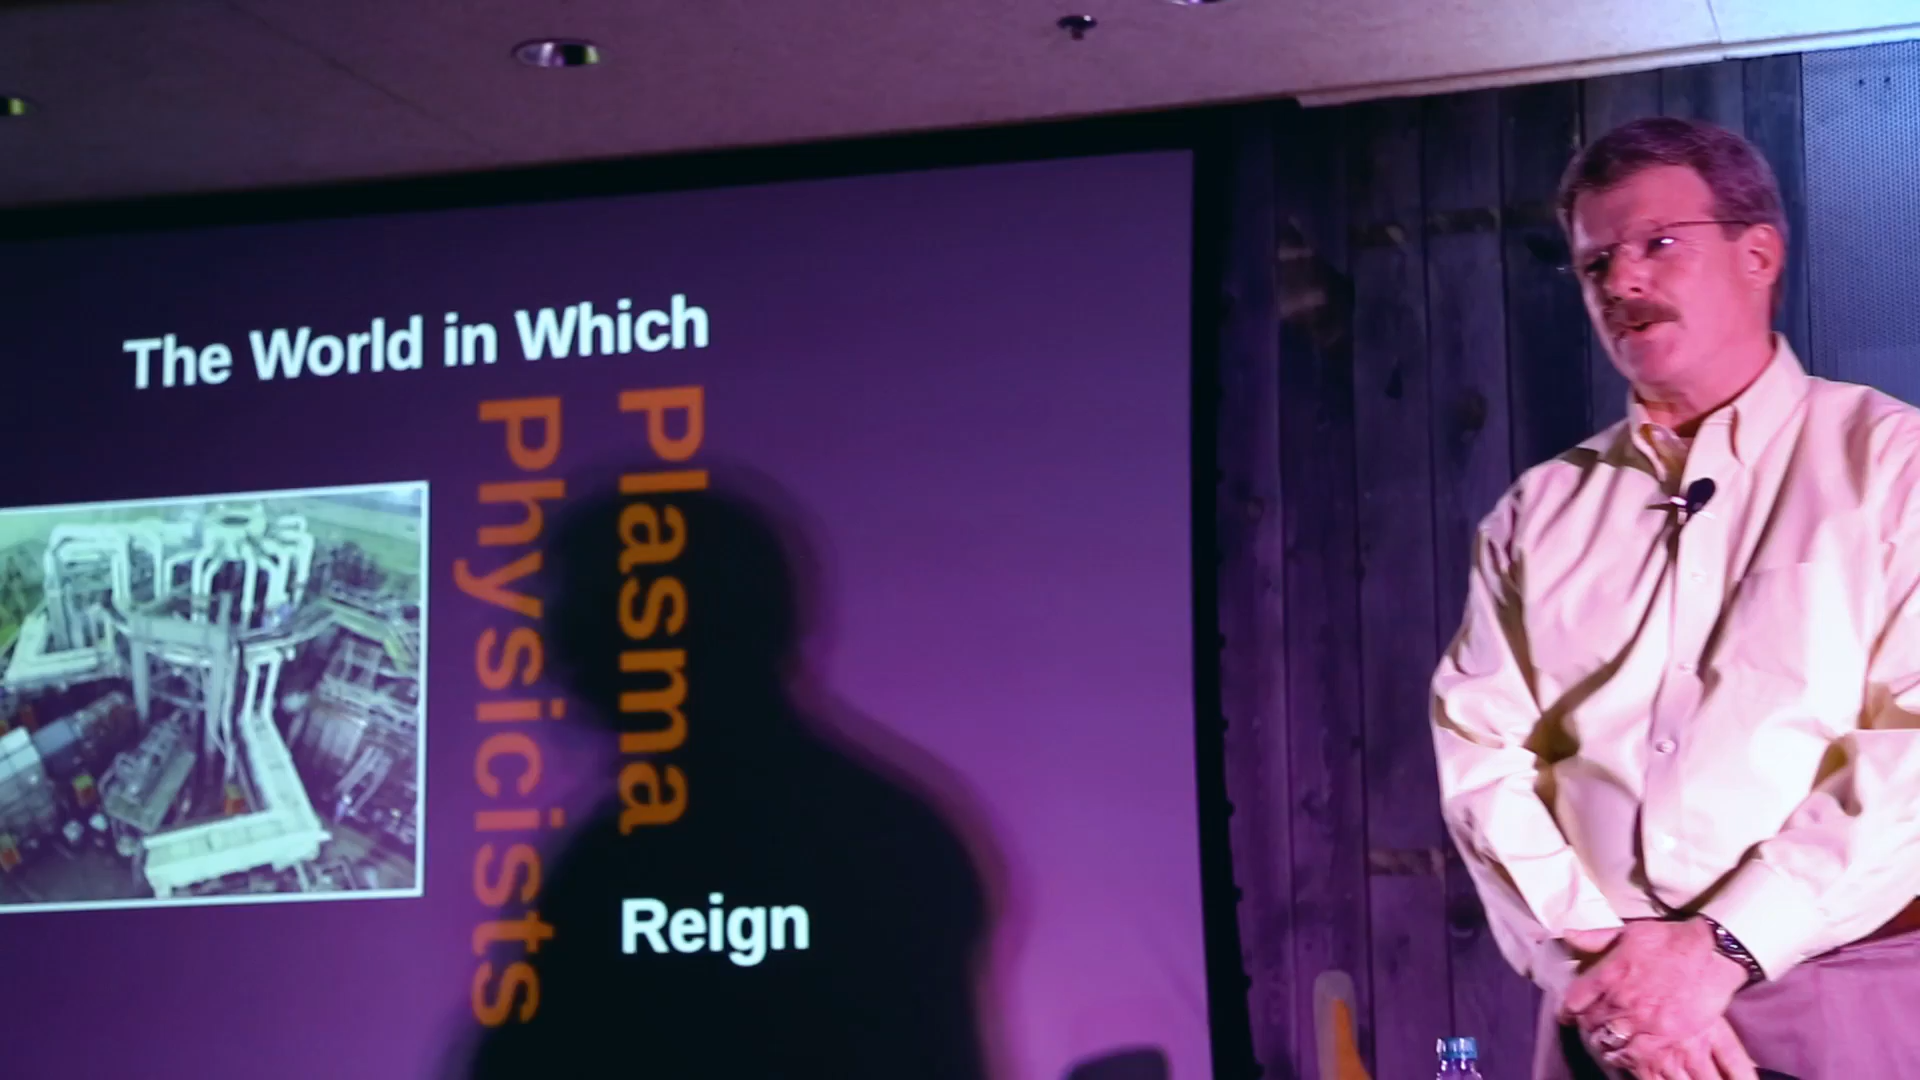 The World in Which
Plasma
Physicists
Reign